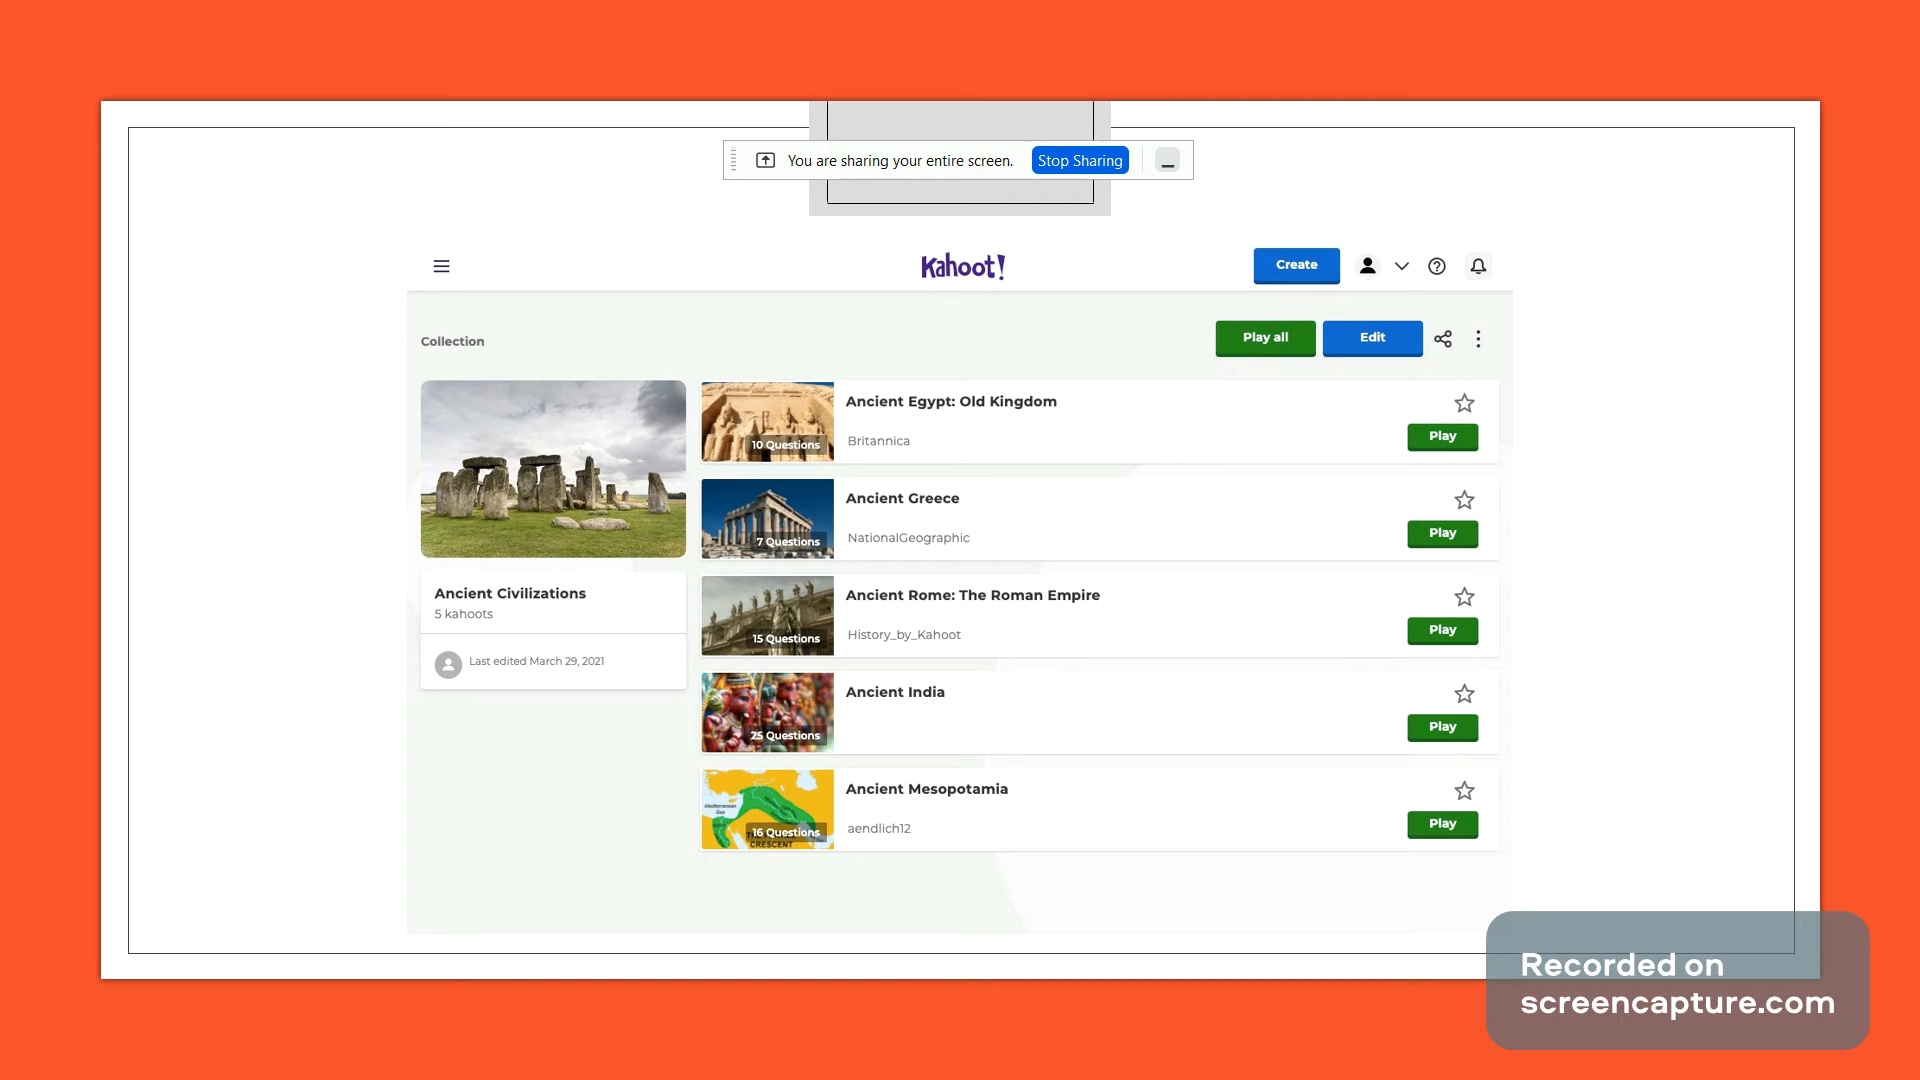 You are sharing your entire screen. Stop Sharing
Kahoot!
Create
Collection
Play all
Edit
Ancient Civilizations
5 kahoots
Last edited March 29, 2021
10 Questions
Ancient Egypt: Old Kingdom
Britannica
Play
7 Questions
Ancient Greece
NationalGeographic
Play
15 Questions
Ancient Rome: The Roman Empire
History_by_Kahoot
Play
25 Questions
Ancient India
Play
Mediterranean
Sea
16 Questions
CRESCENT
Ancient Mesopotamia
aendlich12
Play
Recorded on
screencapture.com